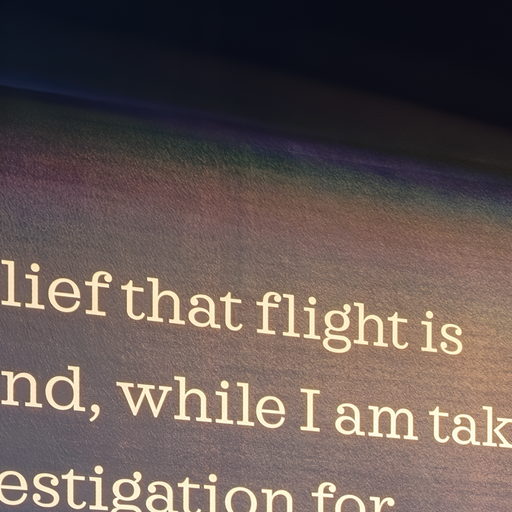 lief that flight is
nd, while I am tak
estigation for